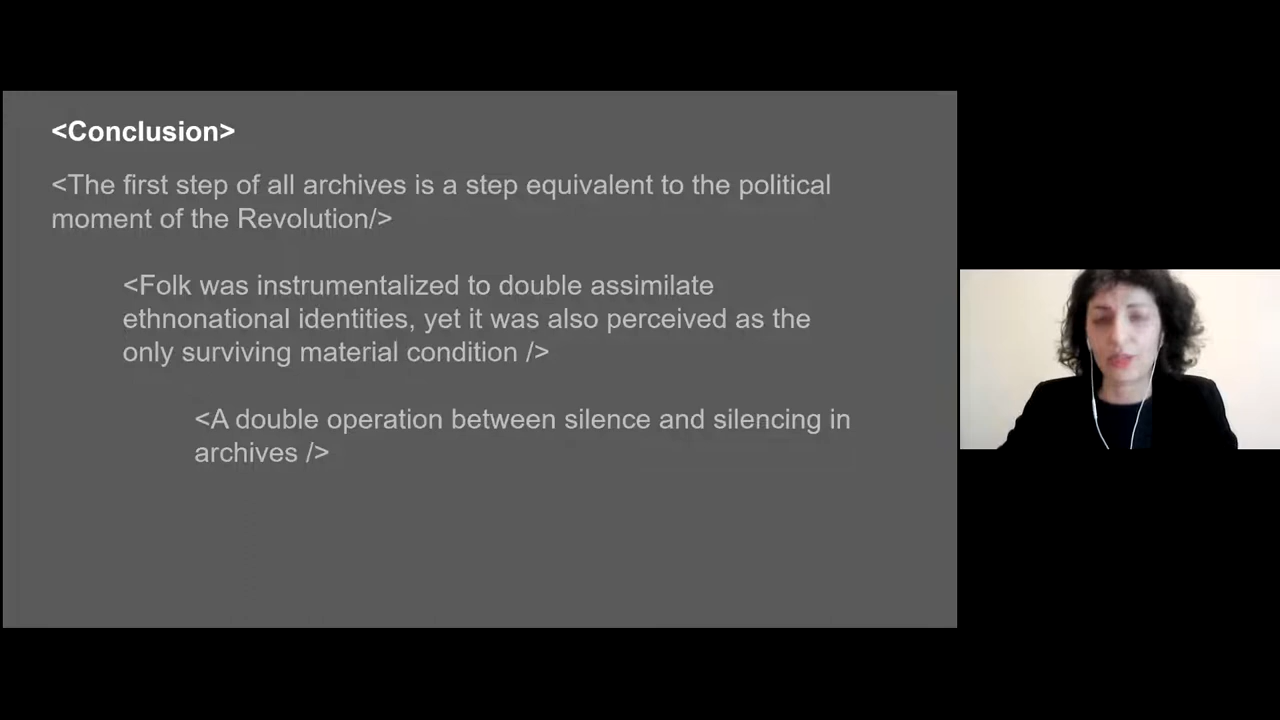 <Conclusion>
<The first step of all archives is a step equivalent to the political
moment of the Revolution/>
<Folk was instrumentalized to double assimilate
ethnonational identities, yet it was also perceived as the
only surviving material condition />
<A double operation between silence and silencing in
archives />